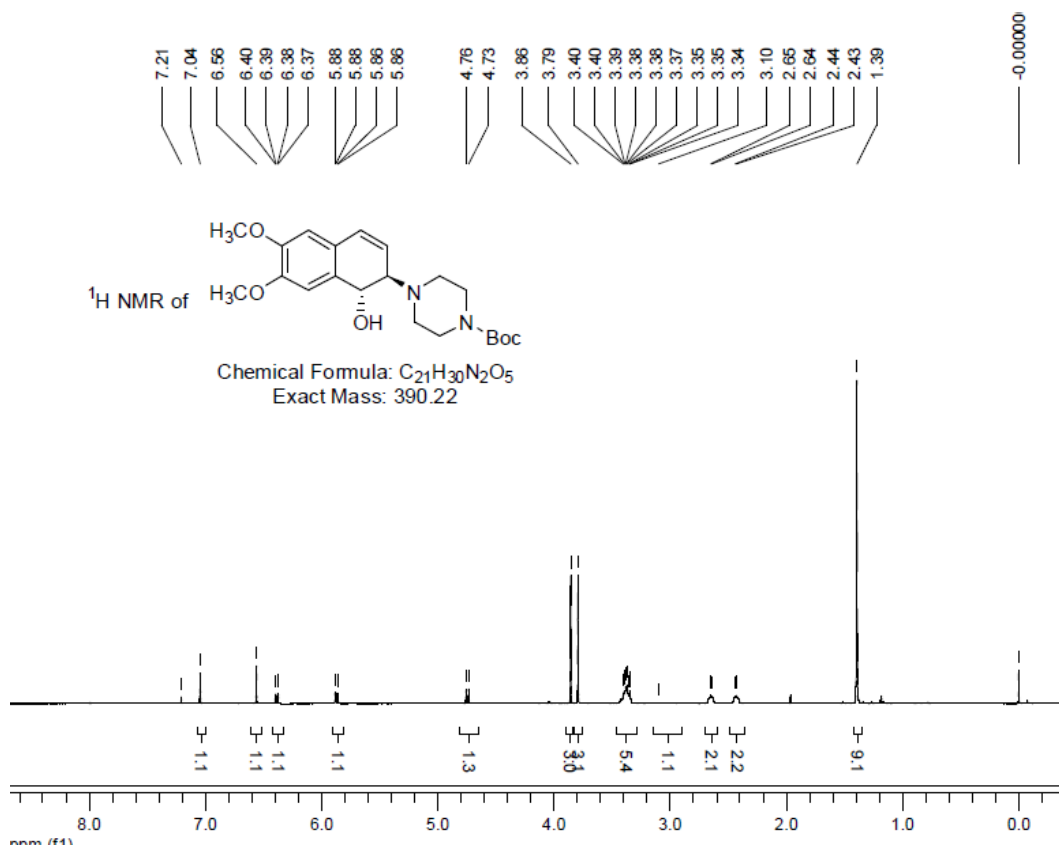 7.21 7.04 6.56 6.40 6.39 6.38 6.37 5.88 5.88 5.86 5.86 4.76 4.73 3.86 3.79 3.40 3.40 3.39 3.38 3.38 3.37 3.35 3.35 3.34 3.10 2.65 2.64 2.44 2.43 1.39 -0.00000
H₃CO
¹H NMR of H₃CO
N
OH N
Boc
Chemical Formula: C₂₁H₃₀N₂O₅
Exact Mass: 390.22
1.1 1.1 1.1 1.1 1.3 3.1 5.4 1.1 2.1 2.2 9.1
8.0 7.0 6.0 5.0 4.0 3.0 2.0 1.0 0.0
ppm (f1)